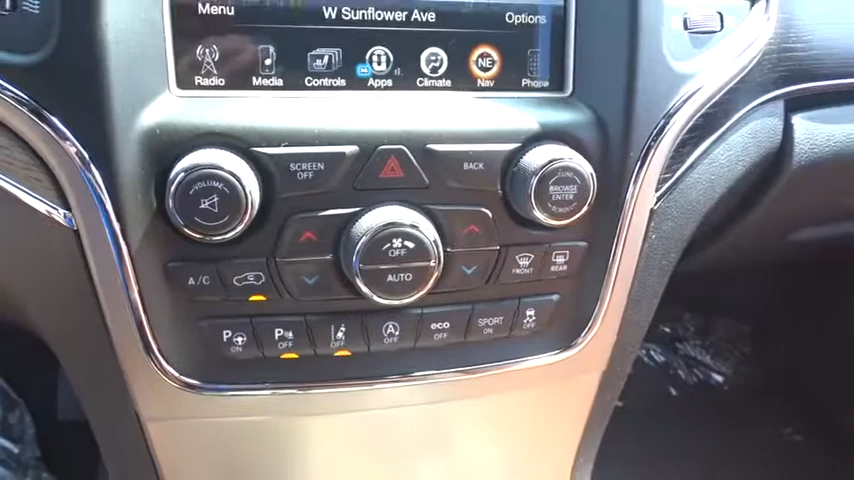 Menu
W Sunflower Ave
Options
NE
Radio
Media
Controls
Apps
Climate
Nav
Phone
SCREEN
OFF
BACK
VOLUME
TUNE
BROWSE
ENTER
SCROLL
OFF
AUTO
A/C
FRONT
REAR
P
ON
P
OFF
OFF
A
OFF
eco
OFF
SPORT
ON
OFF